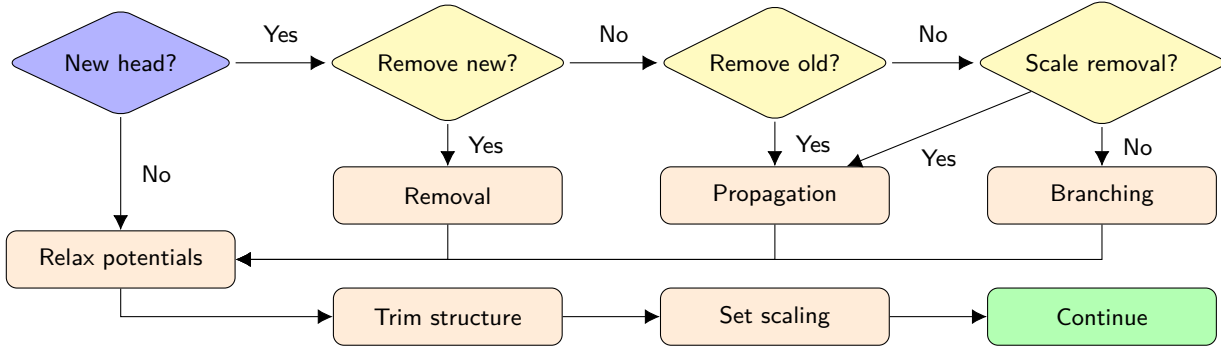 New head?
Yes
Remove new?
No
Remove old?
No
Scale removal?
No
Yes
Yes
Yes
No
Removal
Propagation
Branching
Relax potentials
Trim structure
Set scaling
Continue